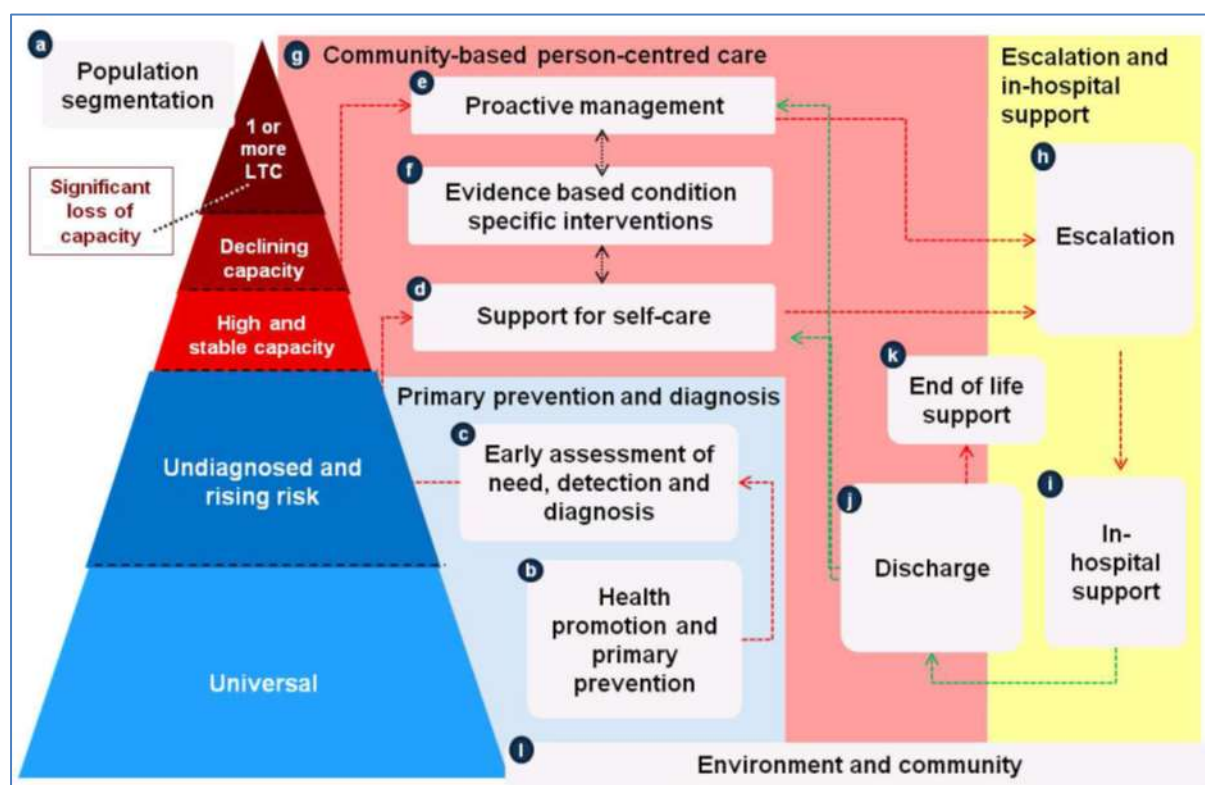 a
Population
segmentation
1 or
more
LTC
Significant
loss of
capacity
Declining
capacity
High and
stable capacity
Undiagnosed and
rising risk
Universal
g
Community-based person-centred care
e
Proactive management
f
Evidence based condition
specific interventions
d
Support for self-care
Primary prevention and diagnosis
c
Early assessment of
need, detection and
diagnosis
b
Health
promotion and
primary
prevention
Escalation and
in-hospital
support
h
Escalation
k
End of life
support
j
Discharge
i
In-
hospital
support
l
Environment and community